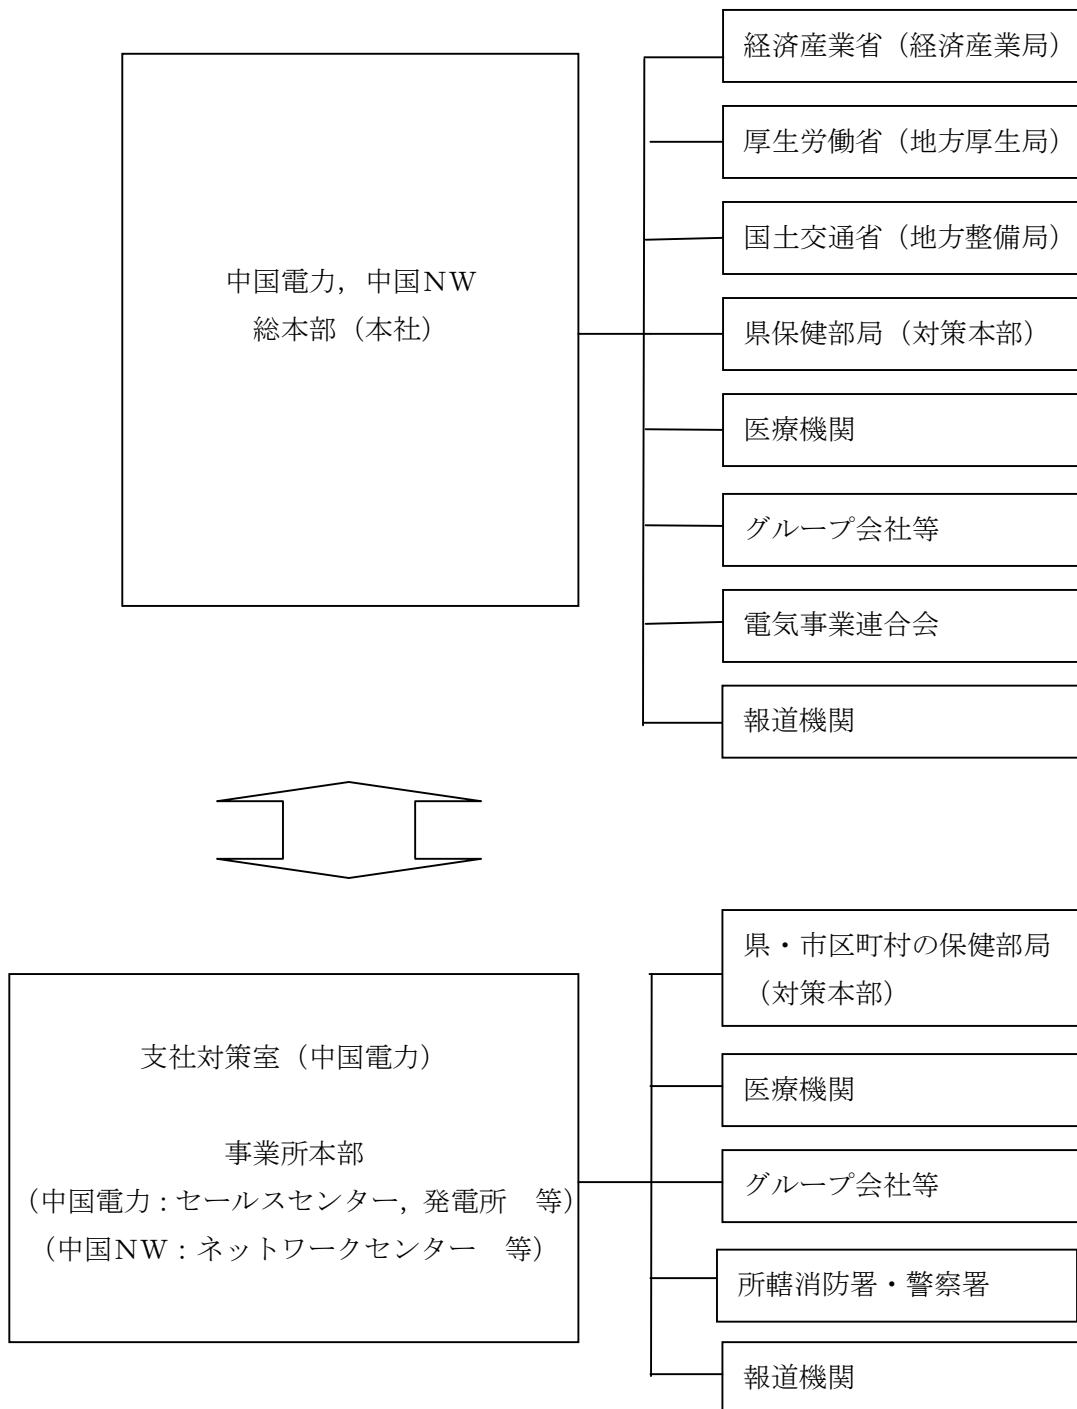 中国電力，中国ＮＷ
総本部（本社）
経済産業省（経済産業局）
厚生労働省（地方厚生局）
国土交通省（地方整備局）
県保健部局（対策本部）
医療機関
グループ会社等
電気事業連合会
報道機関
支社対策室（中国電力）
事業所本部
（中国電力：セールスセンター，発電所　等）
（中国ＮＷ：ネットワークセンター　等）
県・市区町村の保健部局
（対策本部）
医療機関
グループ会社等
所轄消防署・警察署
報道機関